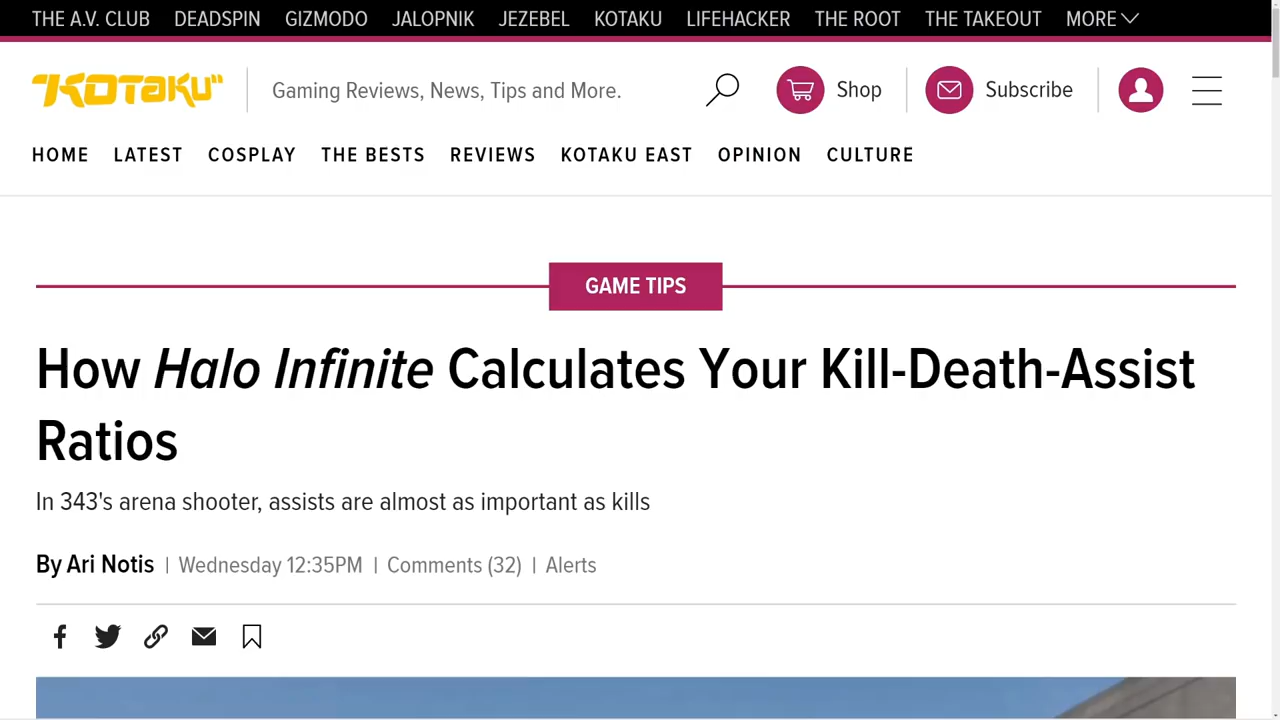 THE A.V. CLUB DEADSPIN GIZMODO JALOPNIK JEZEBEL KOTAKU LIFEHACKER THE ROOT THE TAKEOUT MORE
"KOTAKU" Gaming Reviews, News, Tips and More. Shop Subscribe
HOME LATEST COSPLAY THE BESTS REVIEWS KOTAKU EAST OPINION CULTURE
GAME TIPS
How Halo Infinite Calculates Your Kill-Death-Assist
Ratios
In 343's arena shooter, assists are almost as important as kills
By Ari Notis | Wednesday 12:35PM | Comments (32) | Alerts